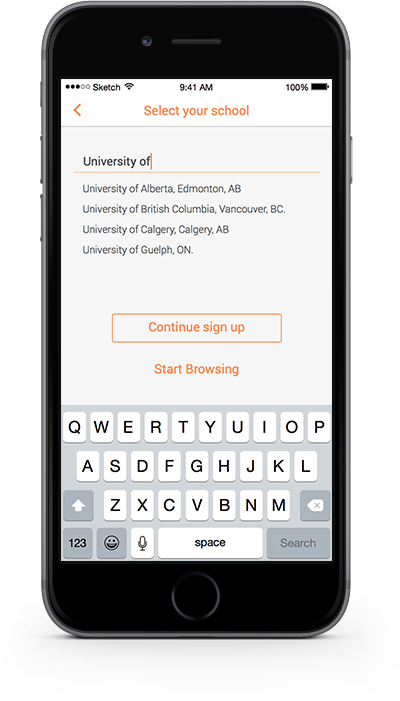 Sketch 9:41 AM 100%
Select your school
University of
University of Alberta, Edmonton, AB
University of British Columbia, Vancouver, BC.
University of Calgery, Calgery, AB
University of Guelph, ON.
Continue sign up
Start Browsing
Q W E R T Y U I O P
A S D F G H J K L
Z X C V B N M
123 space Search